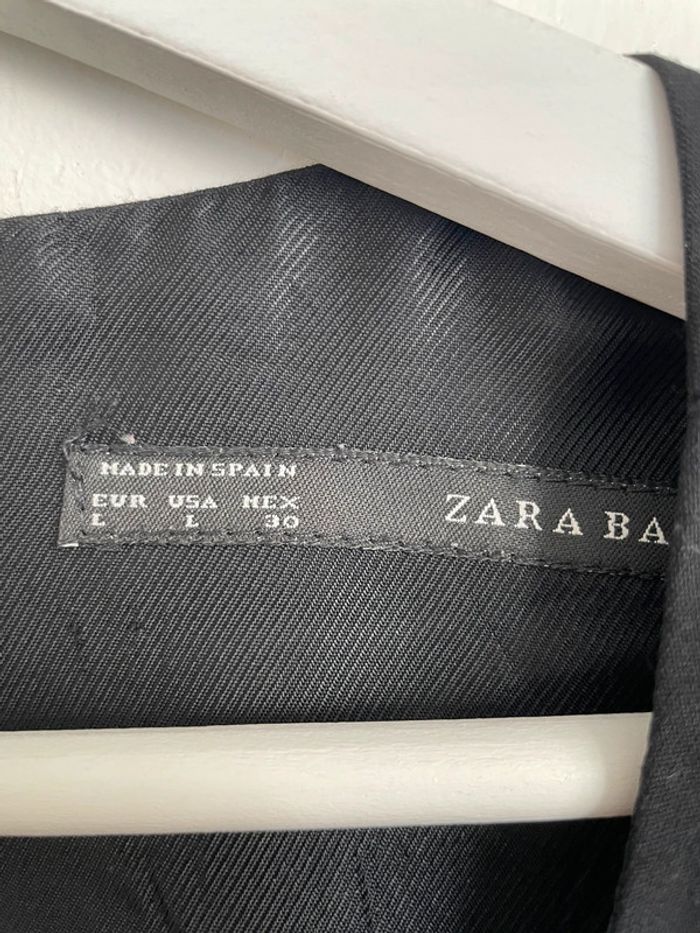 MADE IN SPAIN
EUR USA MEX
L L 30
ZARA BA